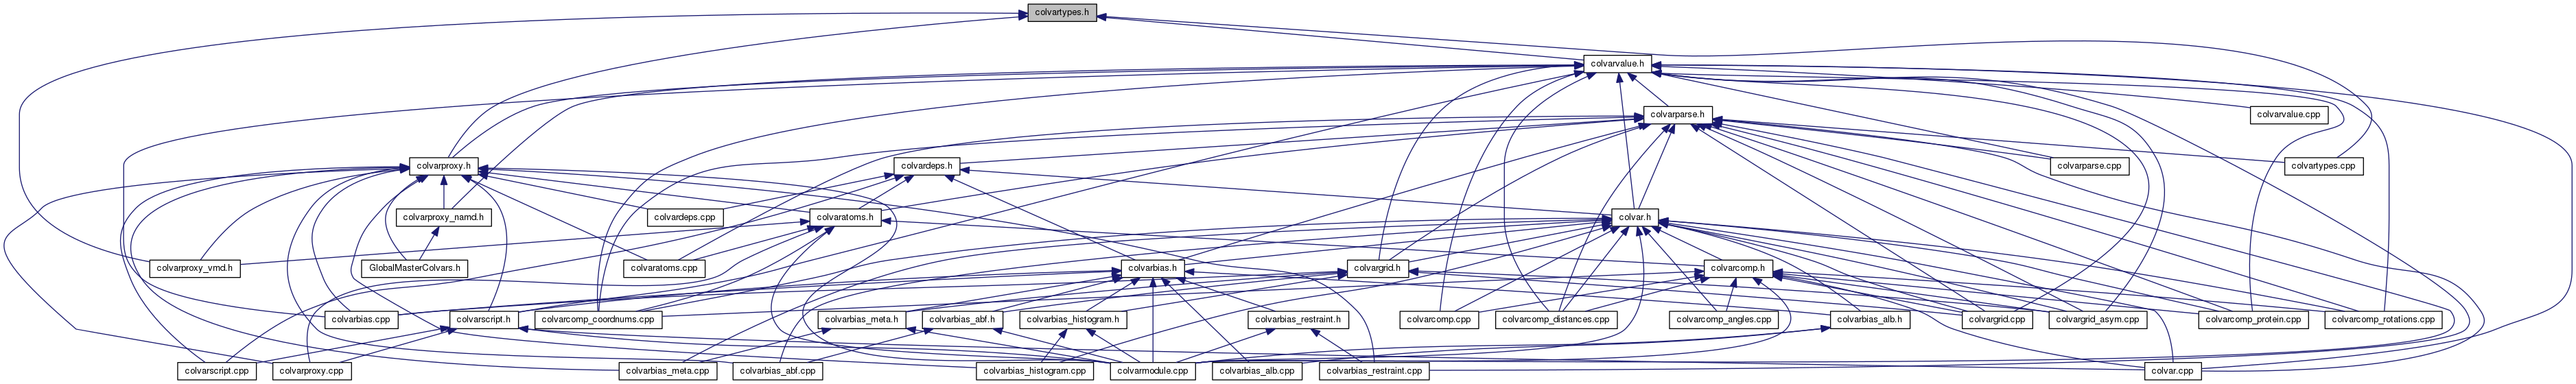 colvartypes.h
colvarvalue.h
colvarparse.h
colvarvalue.cpp
colvarproxy.h
colvardeps.h
colvarparse.cpp
colvartypes.cpp
colvarproxy_namd.h
colvardeps.cpp
colvaratoms.h
colvar.h
colvarproxy_vmd.h
GlobalMasterColvars.h
colvaratoms.cpp
colvarbias.h
colvargrid.h
colvarcomp.h
colvarbias.cpp
colvarscript.h
colvarcomp_coordnums.cpp
colvarbias_meta.h
colvarbias_abf.h
colvarbias_histogram.h
colvarbias_restraint.h
colvarcomp.cpp
colvarcomp_distances.cpp
colvarcomp_angles.cpp
colvarbias_alb.h
colvargrid.cpp
colvargrid_asym.cpp
colvarcomp_protein.cpp
colvarcomp_rotations.cpp
colvarscript.cpp
colvarproxy.cpp
colvarbias_meta.cpp
colvarbias_abf.cpp
colvarbias_histogram.cpp
colvarmodule.cpp
colvarbias_alb.cpp
colvarbias_restraint.cpp
colvar.cpp